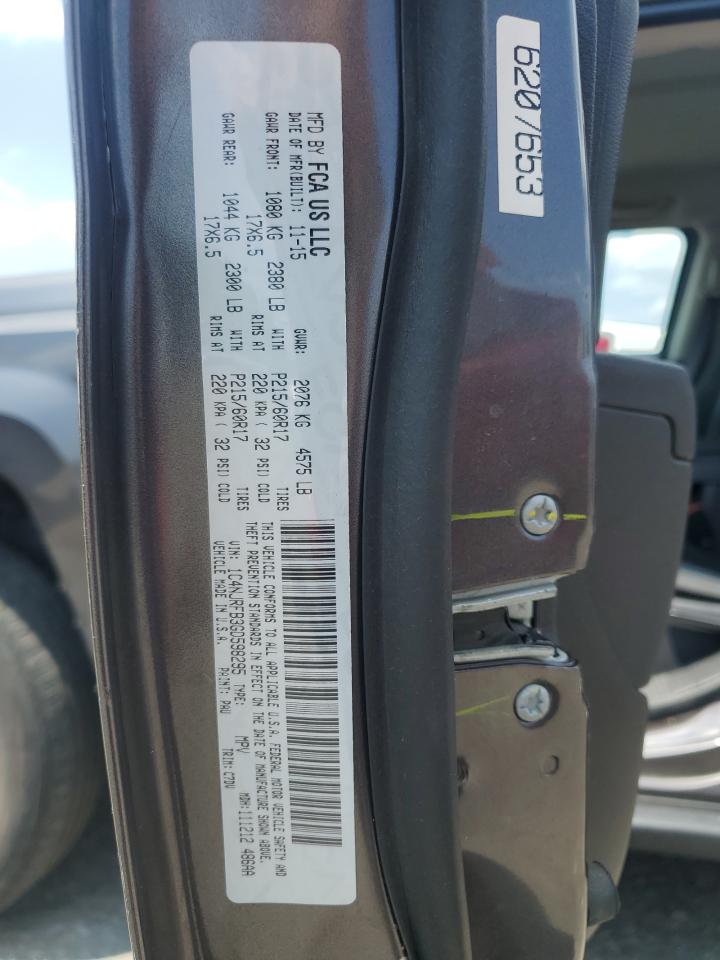 MFD BY FCA US LLC
DATE OF MFR(BUILT): 11-15 GVWR: 2076 KG 4575 LB
GAWR FRONT: 1080 KG 2380 LB WITH P215/60R17 TIRES
17X6.5 RIMS AT 220 KPA ( 32 PSI) COLD
GAWR REAR: 1044 KG 2300 LB WITH P215/60R17 TIRES
17X6.5 RIMS AT 220 KPA ( 32 PSI) COLD
THIS VEHICLE CONFORMS TO ALL APPLICABLE U.S.A. FEDERAL MOTOR VEHICLE SAFETY AND
THEFT PREVENTION STANDARDS IN EFFECT ON THE DATE OF MANUFACTURE SHOWN ABOVE.
VIN: 1C4NJRFB3GD598295 TYPE: MPV MDH:111212 486AA
VEHICLE MADE IN U.S.A. PAINT: PAU TRIM: C7DV
6207653